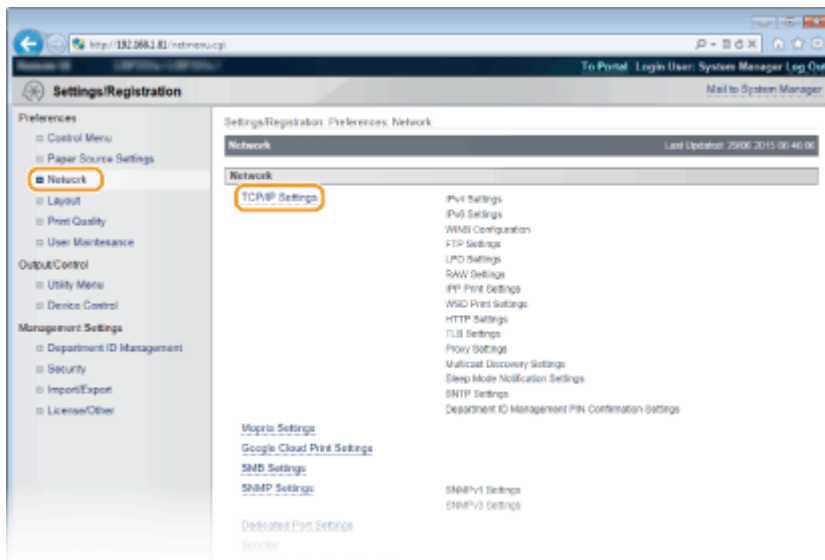 http://192.168.1.81/netmenu.cgi
To Portal Login User: System Manager Log Out
Settings/Registration
Mail to System Manager
Preferences
Control Menu
Paper Source Settings
Network
Layout
Print Quality
User Maintenance
Output/Control
Utility Menu
Device Control
Management Settings
Department ID Management
Security
Import/Export
License/Other
Settings/Registration: Preferences: Network
Network
Last Updated: 29/06 2015 06:46:06
Network
TCP/IP Settings
IPv4 Settings
IPv6 Settings
WINS Configuration
FTP Settings
LPD Settings
RAW Settings
IPP Print Settings
WSD Print Settings
HTTP Settings
TLS Settings
Proxy Settings
Multicast Discovery Settings
Sleep Mode Notification Settings
SNTP Settings
Department ID Management PIN Confirmation Settings
Mopria Settings
Google Cloud Print Settings
SMB Settings
SNMP Settings
SNMPv1 Settings
SNMPv3 Settings
Dedicated Port Settings
Spooler